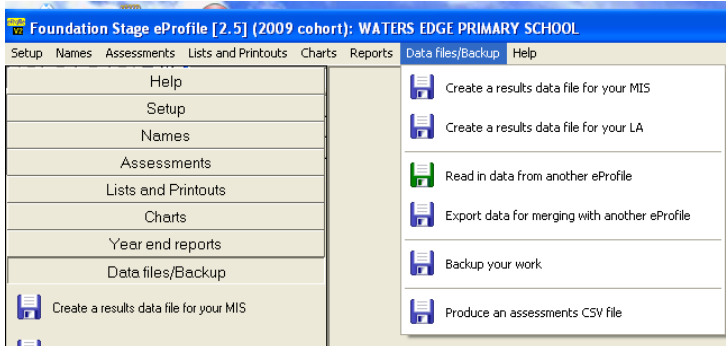 Foundation Stage eProfile [2.5] (2009 cohort): WATERS EDGE PRIMARY SCHOOL
Setup Names Assessments Lists and Printouts Charts Reports Data files/Backup Help
Help
Setup
Names
Assessments
Lists and Printouts
Charts
Year end reports
Data files/Backup
Create a results data file for your MIS
Create a results data file for your MIS
Create a results data file for your LA
Read in data from another eProfile
Export data for merging with another eProfile
Backup your work
Produce an assessments CSV file